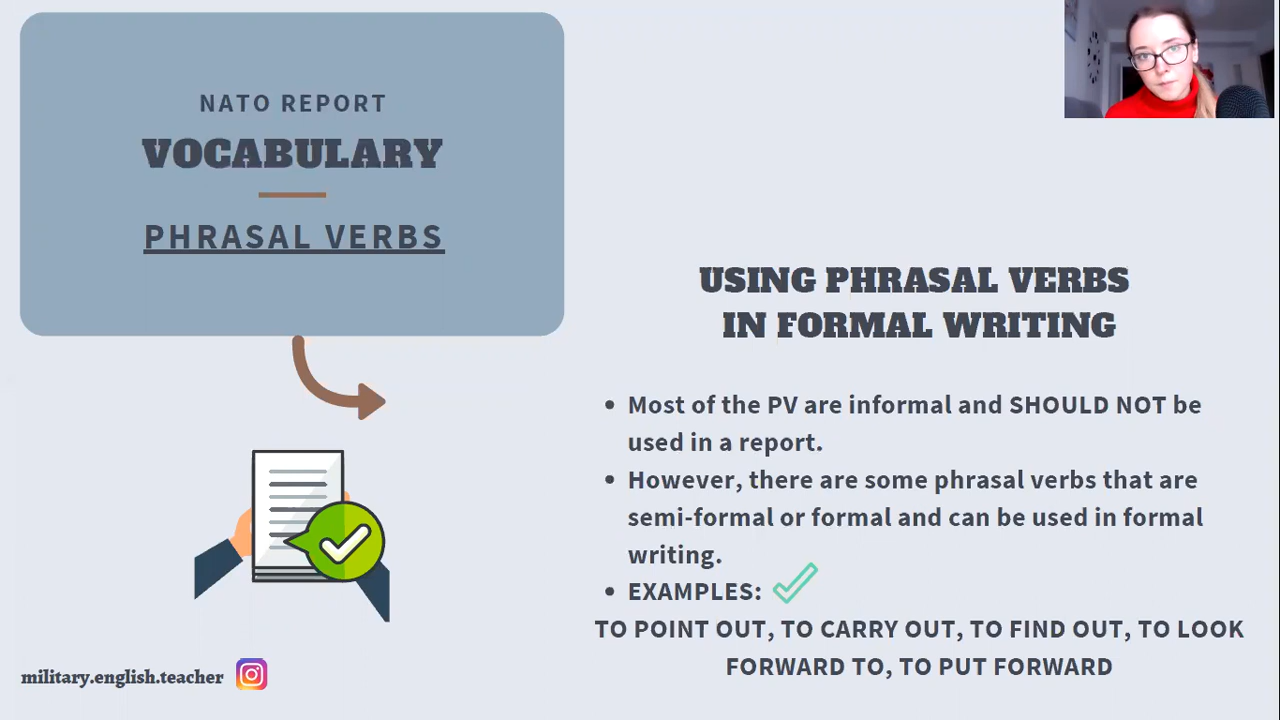 NATO REPORT
VOCABULARY
PHRASAL VERBS
USING PHRASAL VERBS
IN FORMAL WRITING
• Most of the PV are informal and SHOULD NOT be
used in a report.
• However, there are some phrasal verbs that are
semi-formal or formal and can be used in formal
writing.
• EXAMPLES:
TO POINT OUT, TO CARRY OUT, TO FIND OUT, TO LOOK
FORWARD TO, TO PUT FORWARD
military.english.teacher